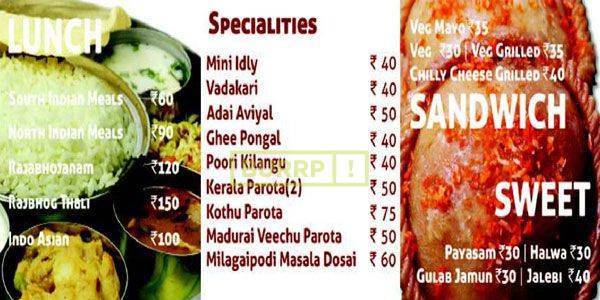 LUNCH
South Indian Meals ₹60
North Indian Meals ₹90
Rajabhojanam ₹120
Rajbhog Thali ₹150
Indo Asian ₹100
Specialities
Mini Idly ₹ 40
Vadakari ₹ 40
Adai Aviyal ₹ 50
Ghee Pongal ₹ 40
Poori Kilangu ₹ 40
BURRP!
Kerala Parota(2) ₹ 50
Kothu Parota ₹ 75
Madurai Veechu Parota ₹ 50
Milagaipodi Masala Dosai ₹ 60
Veg Mayo ₹35
Veg ₹30 | Veg Grilled ₹35
Chilly Cheese Grilled ₹40
SANDWICH
SWEET
Payasam ₹30 | Halwa ₹30
Gulab Jamun ₹30 | Jalebi ₹40